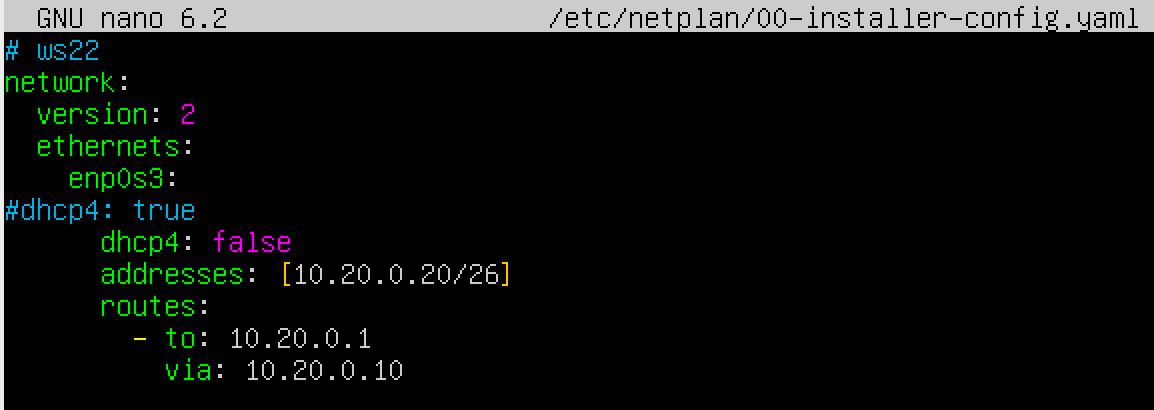 GNU nano 6.2 /etc/netplan/00-installer-config.yaml
# ws22
network:
  version: 2
  ethernets:
    enp0s3:
#dhcp4: true
      dhcp4: false
      addresses: [10.20.0.20/26]
      routes:
        - to: 10.20.0.1
          via: 10.20.0.10